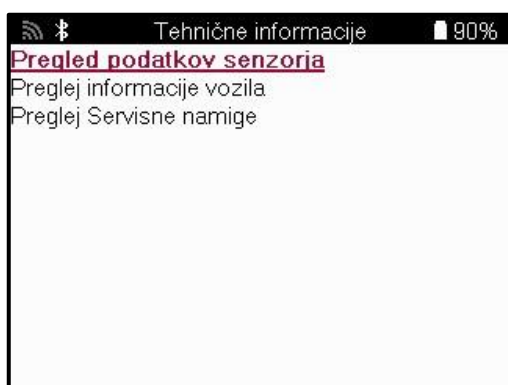 Tehnične informacije 90%
Pregled podatkov senzorja
Preglej informacije vozila
Preglej Servisne namige